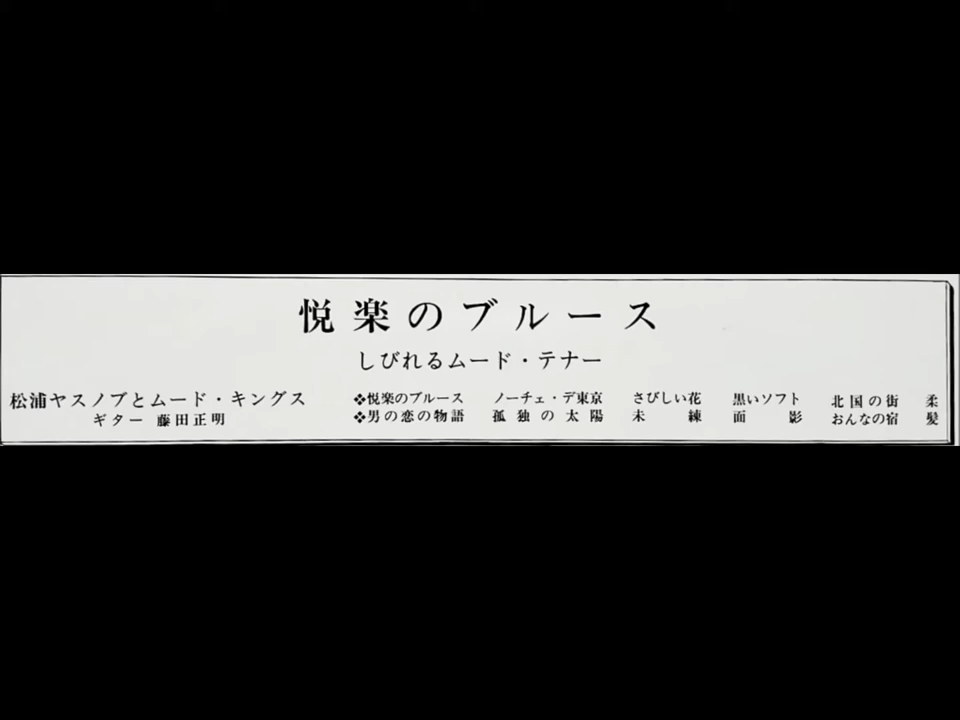 悦楽のブルース
しびれるムード・テナー
松浦ヤスノブとムード・キングス
ギター 藤田正明
❖悦楽のブルース ノーチェ・デ東京 さびしい花 黒いソフト 北国の街 柔
❖男の恋の物語 孤独の太陽 未練 面影 おんなの宿 髪